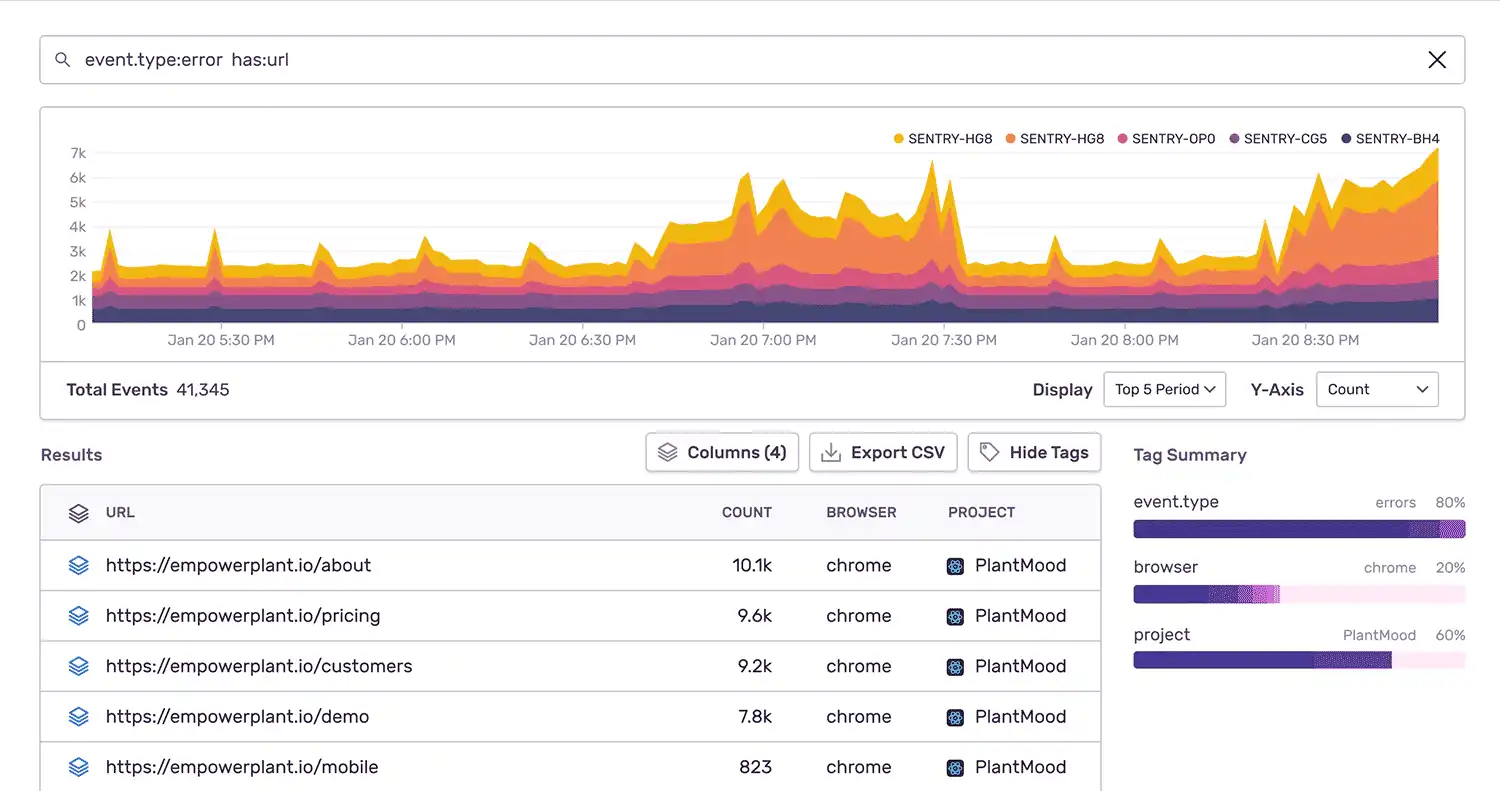 event.type:error has:url
SENTRY-HG8 SENTRY-HG8 SENTRY-OP0 SENTRY-CG5 SENTRY-BH4
7k
6k
5k
4k
3k
2k
1k
0
Jan 20 5:30 PM Jan 20 6:00 PM Jan 20 6:30 PM Jan 20 7:00 PM Jan 20 7:30 PM Jan 20 8:00 PM Jan 20 8:30 PM
Total Events 41,345 Display Top 5 Period Y-Axis Count
Results Columns (4) Export CSV Hide Tags
URL COUNT BROWSER PROJECT
https://empowerplant.io/about 10.1k chrome PlantMood
https://empowerplant.io/pricing 9.6k chrome PlantMood
https://empowerplant.io/customers 9.2k chrome PlantMood
https://empowerplant.io/demo 7.8k chrome PlantMood
https://empowerplant.io/mobile 823 chrome PlantMood
Tag Summary
event.type errors 80%
browser chrome 20%
project PlantMood 60%